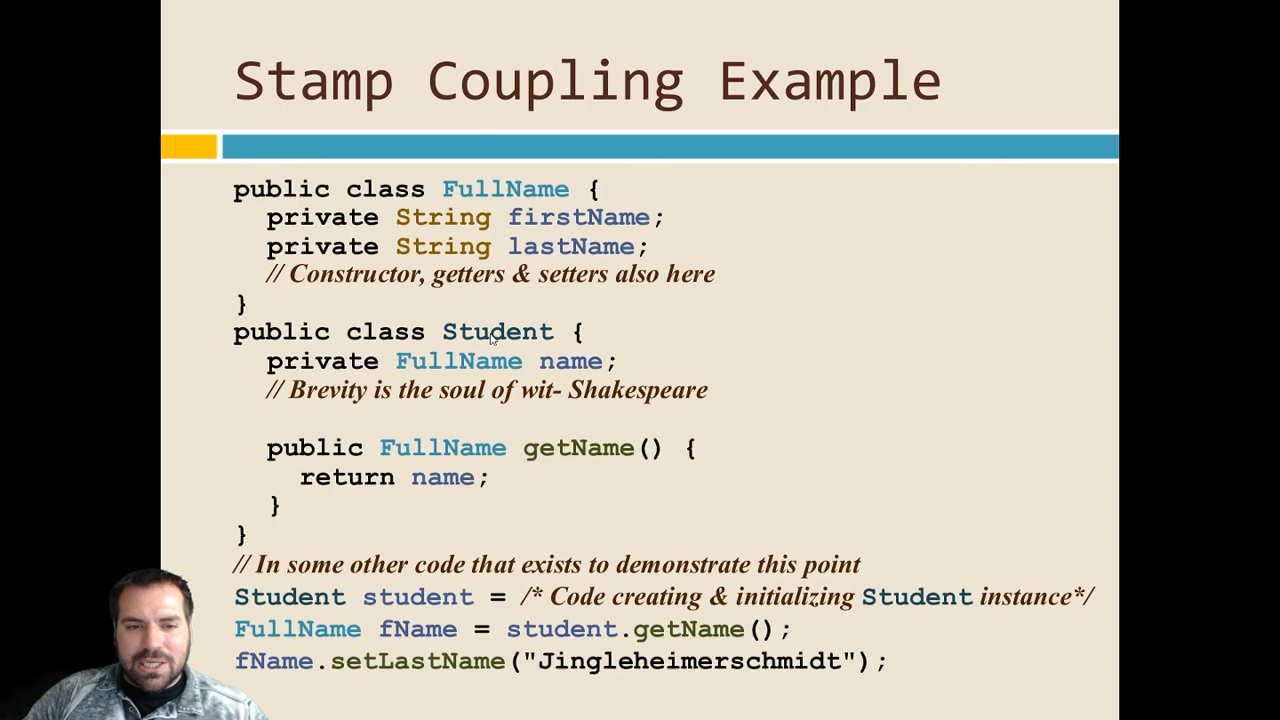 Stamp Coupling Example
public class FullName {
private String firstName;
private String lastName;
// Constructor, getters & setters also here
}
public class Student {
private FullName name;
// Brevity is the soul of wit- Shakespeare
public FullName getName() {
return name;
}
}
// In some other code that exists to demonstrate this point
Student student = /* Code creating & initializing Student instance*/
FullName fName = student.getName();
fName.setLastName("Jingleheimerschmidt");